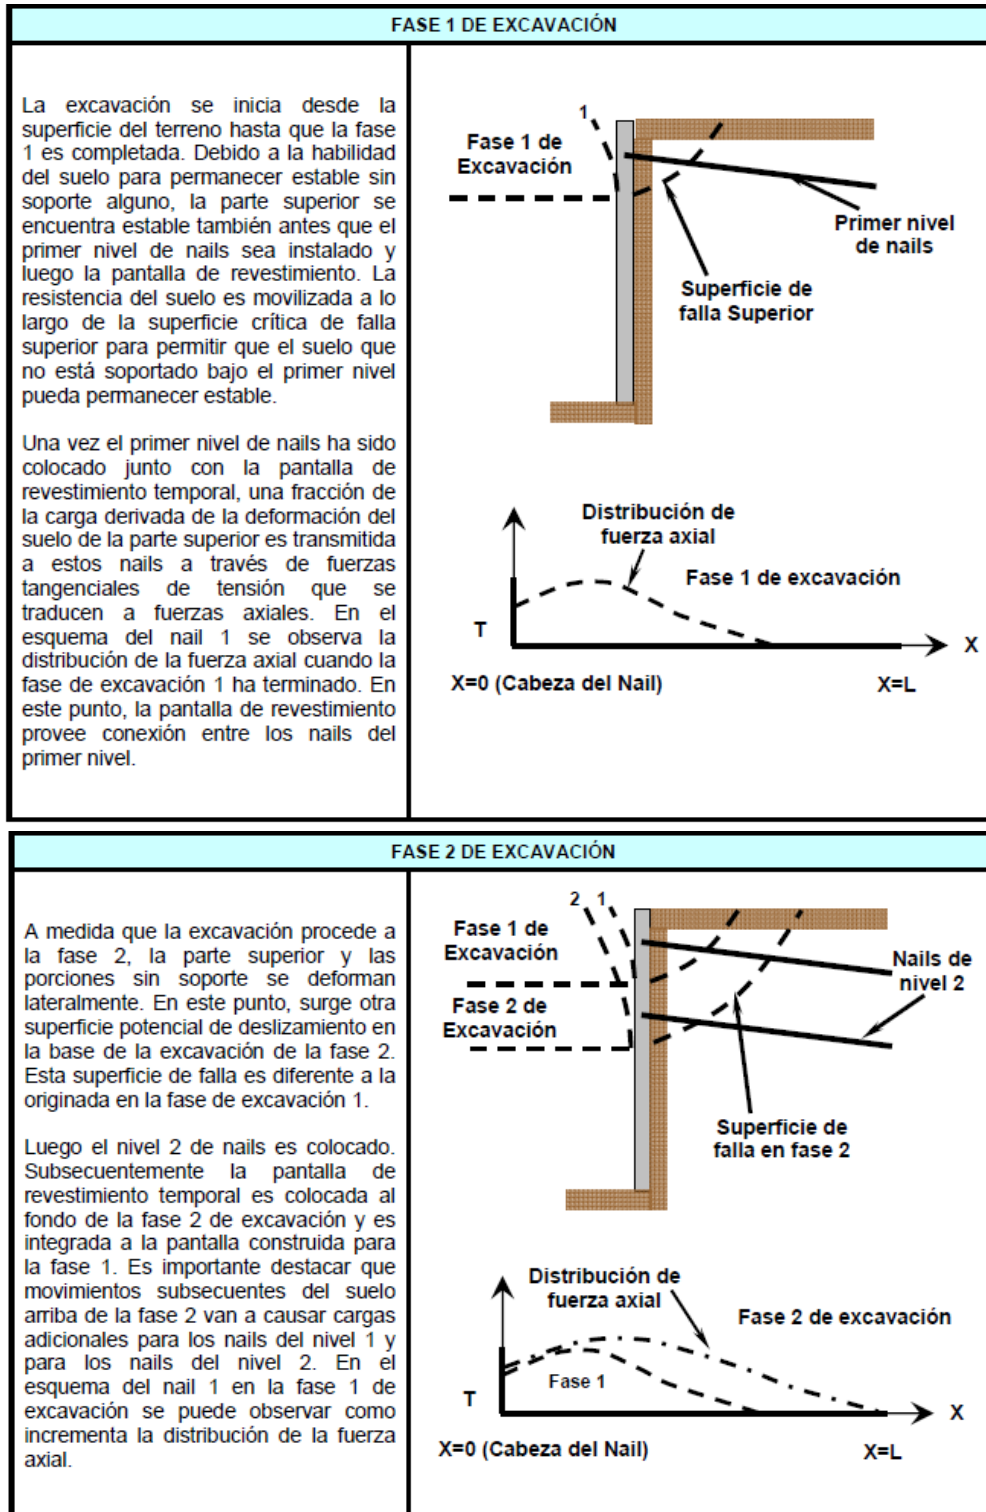 FASE 1 DE EXCAVACIÓN
La excavación se inicia desde la
superficie del terreno hasta que la fase
1 es completada. Debido a la habilidad
del suelo para permanecer estable sin
soporte alguno, la parte superior se
encuentra estable también antes que el
primer nivel de nails sea instalado y
luego la pantalla de revestimiento. La
resistencia del suelo es movilizada a lo
largo de la superficie crítica de falla
superior para permitir que el suelo que
no está soportado bajo el primer nivel
pueda permanecer estable.
Una vez el primer nivel de nails ha sido
colocado junto con la pantalla de
revestimiento temporal, una fracción de
la carga derivada de la deformación del
suelo de la parte superior es transmitida
a estos nails a través de fuerzas
tangenciales de tensión que se
traducen a fuerzas axiales. En el
esquema del nail 1 se observa la
distribución de la fuerza axial cuando la
fase de excavación 1 ha terminado. En
este punto, la pantalla de revestimiento
provee conexión entre los nails del
primer nivel.
1
Fase 1 de
Excavación
Primer nivel
de nails
Superficie de
falla Superior
Distribución de
fuerza axial
Fase 1 de excavación
T
X
X=0 (Cabeza del Nail)
X=L
FASE 2 DE EXCAVACIÓN
A medida que la excavación procede a
la fase 2, la parte superior y las
porciones sin soporte se deforman
lateralmente. En este punto, surge otra
superficie potencial de deslizamiento en
la base de la excavación de la fase 2.
Esta superficie de falla es diferente a la
originada en la fase de excavación 1.
Luego el nivel 2 de nails es colocado.
Subsecuentemente la pantalla de
revestimiento temporal es colocada al
fondo de la fase 2 de excavación y es
integrada a la pantalla construida para
la fase 1. Es importante destacar que
movimientos subsecuentes del suelo
arriba de la fase 2 van a causar cargas
adicionales para los nails del nivel 1 y
para los nails del nivel 2. En el
esquema del nail 1 en la fase 1 de
excavación se puede observar como
incrementa la distribución de la fuerza
axial.
2 1
Fase 1 de
Excavación
Fase 2 de
Excavación
Nails de
nivel 2
Superficie de
falla en fase 2
Distribución de
fuerza axial
Fase 2 de excavación
Fase 1
T
X
X=0 (Cabeza del Nail)
X=L